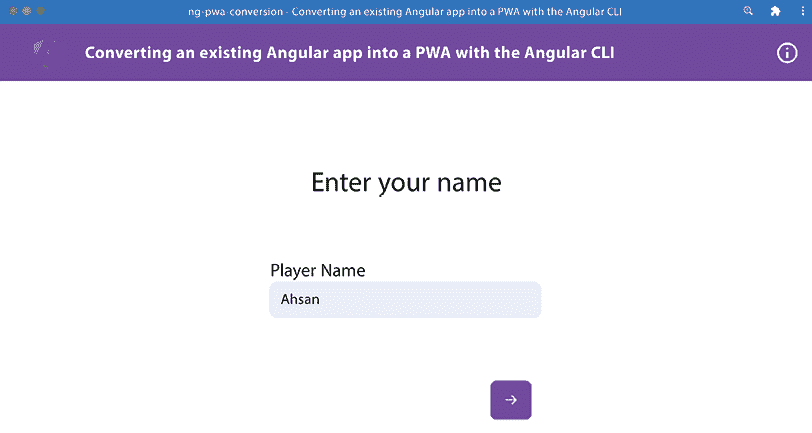 ng-pwa-conversion - Converting an existing Angular app into a PWA with the Angular CLI
Converting an existing Angular app into a PWA with the Angular CLI
Enter your name
Player Name
Ahsan